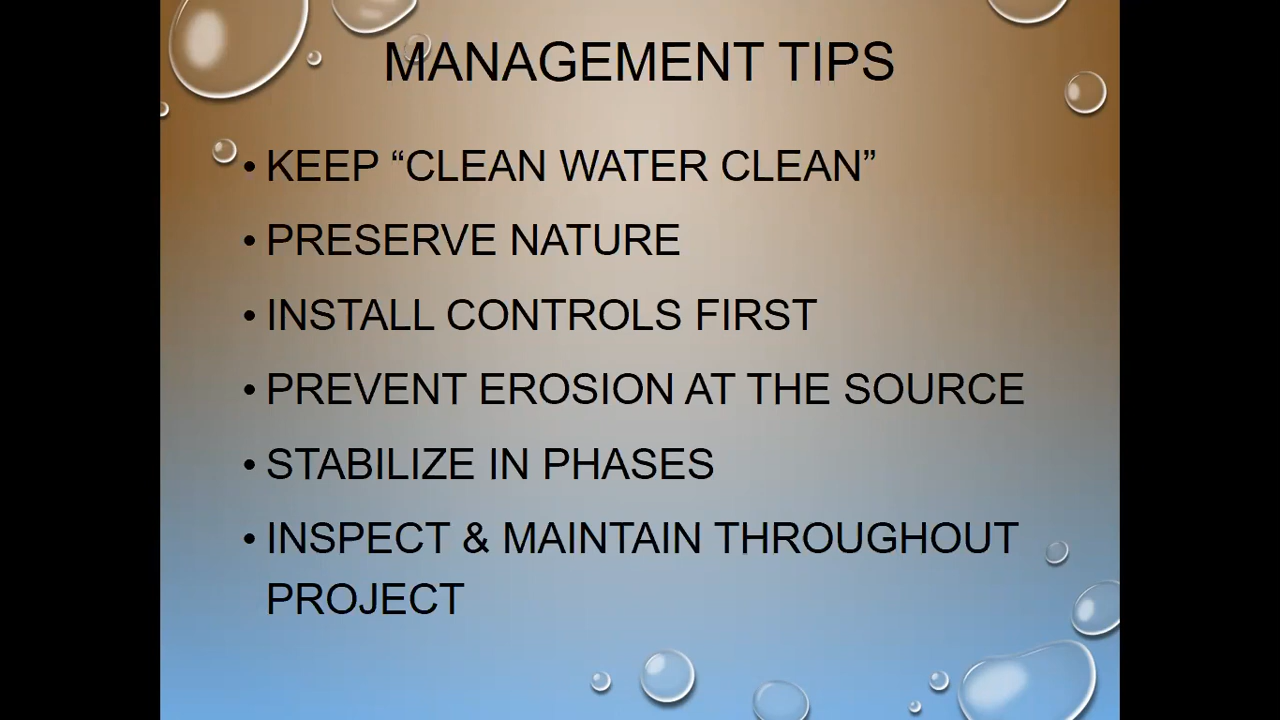 MANAGEMENT TIPS
• KEEP “CLEAN WATER CLEAN”
• PRESERVE NATURE
• INSTALL CONTROLS FIRST
• PREVENT EROSION AT THE SOURCE
• STABILIZE IN PHASES
• INSPECT & MAINTAIN THROUGHOUT
PROJECT